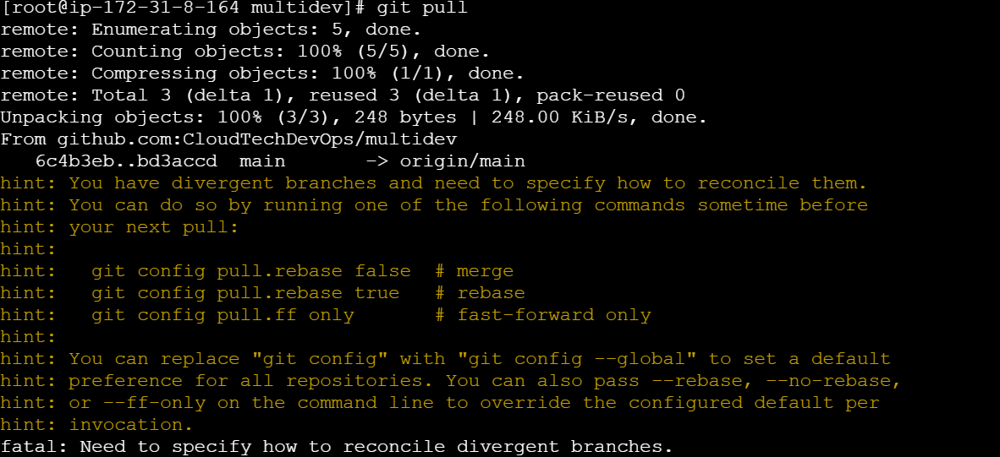 [root@ip-172-31-8-164 multidev]# git pull
remote: Enumerating objects: 5, done.
remote: Counting objects: 100% (5/5), done.
remote: Compressing objects: 100% (1/1), done.
remote: Total 3 (delta 1), reused 3 (delta 1), pack-reused 0
Unpacking objects: 100% (3/3), 248 bytes | 248.00 KiB/s, done.
From github.com:CloudTechDevOps/multidev
   6c4b3eb..bd3accd  main       -> origin/main
hint: You have divergent branches and need to specify how to reconcile them.
hint: You can do so by running one of the following commands sometime before
hint: your next pull:
hint:
hint:   git config pull.rebase false  # merge
hint:   git config pull.rebase true   # rebase
hint:   git config pull.ff only       # fast-forward only
hint:
hint: You can replace "git config" with "git config --global" to set a default
hint: preference for all repositories. You can also pass --rebase, --no-rebase,
hint: or --ff-only on the command line to override the configured default per
hint: invocation.
fatal: Need to specify how to reconcile divergent branches.